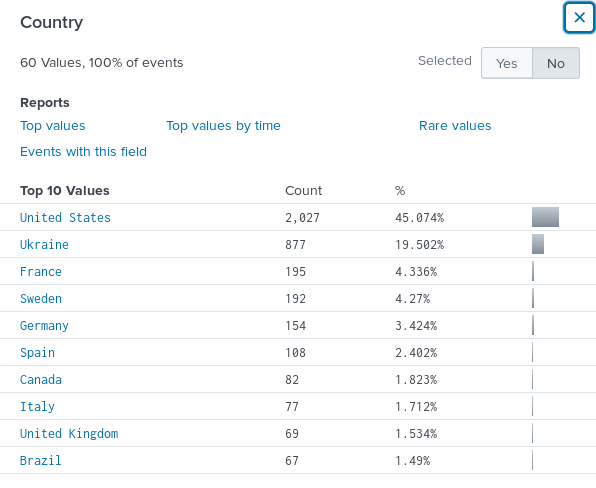 Country
60 Values, 100% of events
Selected Yes No
Reports
Top values Top values by time Rare values
Events with this field
Top 10 Values Count %
United States 2,027 45.074%
Ukraine 877 19.502%
France 195 4.336%
Sweden 192 4.27%
Germany 154 3.424%
Spain 108 2.402%
Canada 82 1.823%
Italy 77 1.712%
United Kingdom 69 1.534%
Brazil 67 1.49%